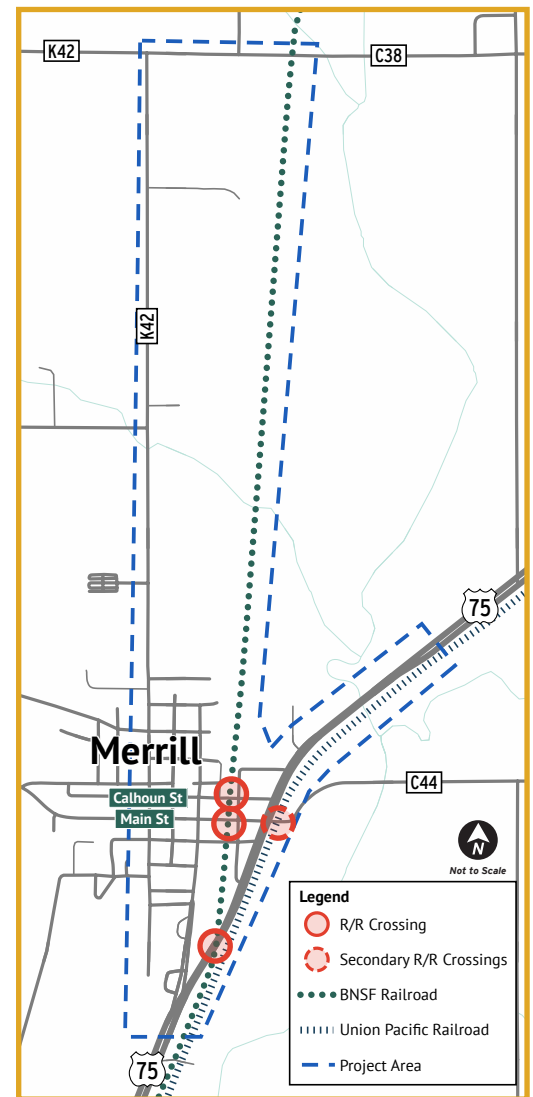 K42
C38
K42
75
Merrill
C44
Calhoun St
Main St
N
Not to Scale
Legend
R/R Crossing
Secondary R/R Crossings
BNSF Railroad
Union Pacific Railroad
Project Area
75